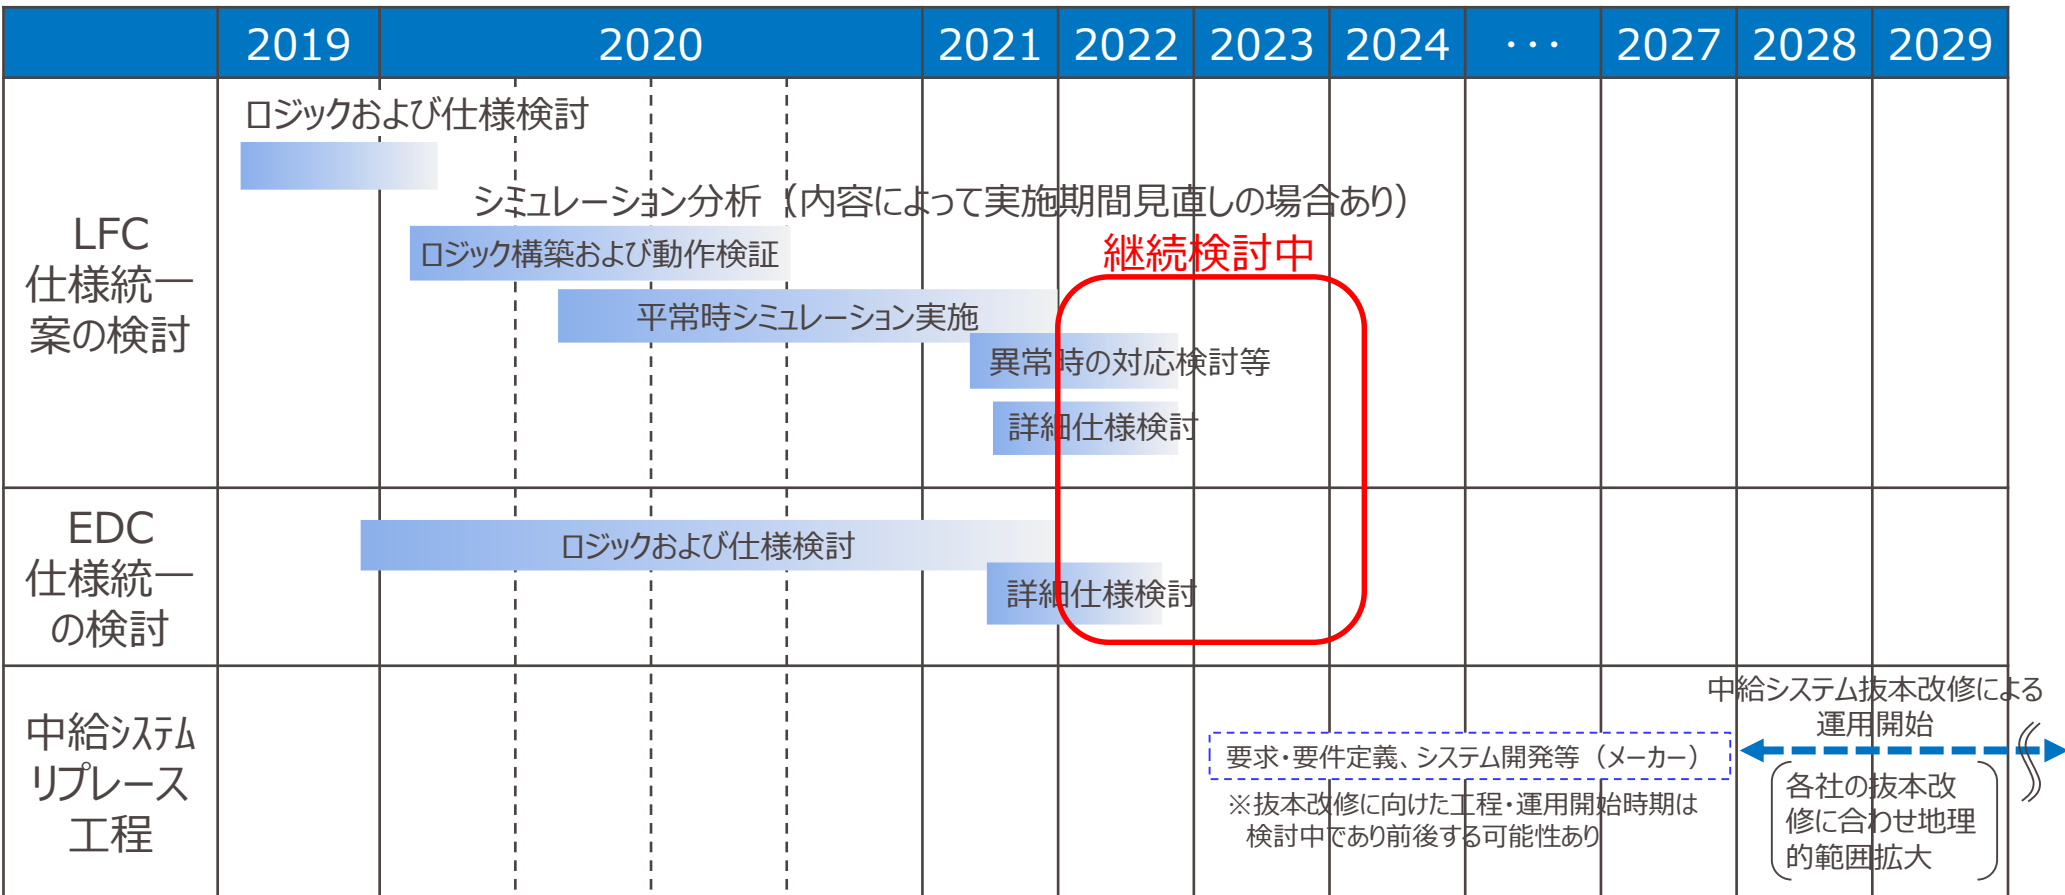 2019 2020 2021 2022 2023 2024 ・・・ 2027 2028 2029
LFC
仕様統一
案の検討
ロジックおよび仕様検討
シミュレーション分析（内容によって実施期間見直しの場合あり）
ロジック構築および動作検証
継続検討中
平常時シミュレーション実施
異常時の対応検討等
詳細仕様検討
EDC
仕様統一
の検討
ロジックおよび仕様検討
詳細仕様検討
中給システム
リプレース
工程
要求・要件定義、システム開発等（メーカー）
※抜本改修に向けた工程・運用開始時期は
検討中であり前後する可能性あり
中給システム抜本改修による
運用開始
各社の抜本改
修に合わせ地理
的範囲拡大